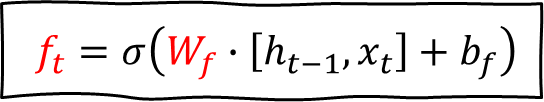 f_t = σ(W_f · [h_{t−1}, x_t] + b_f)